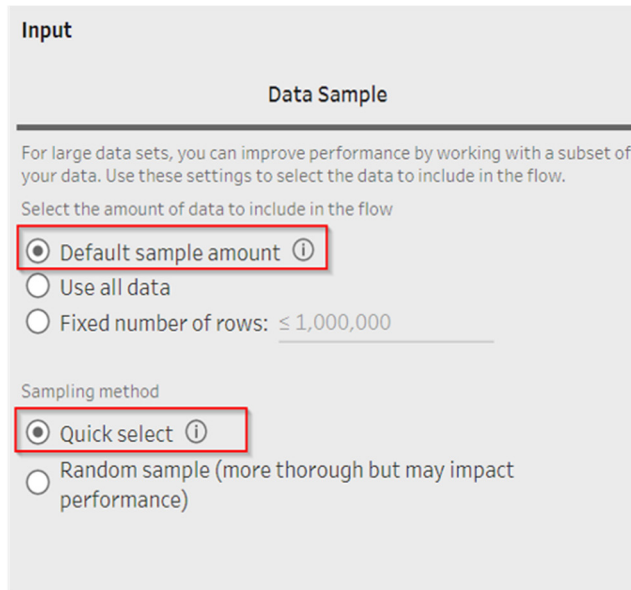 Input
Data Sample
For large data sets, you can improve performance by working with a subset of
your data. Use these settings to select the data to include in the flow.
Select the amount of data to include in the flow
Default sample amount
Use all data
Fixed number of rows: ≤ 1,000,000
Sampling method
Quick select
Random sample (more thorough but may impact
performance)